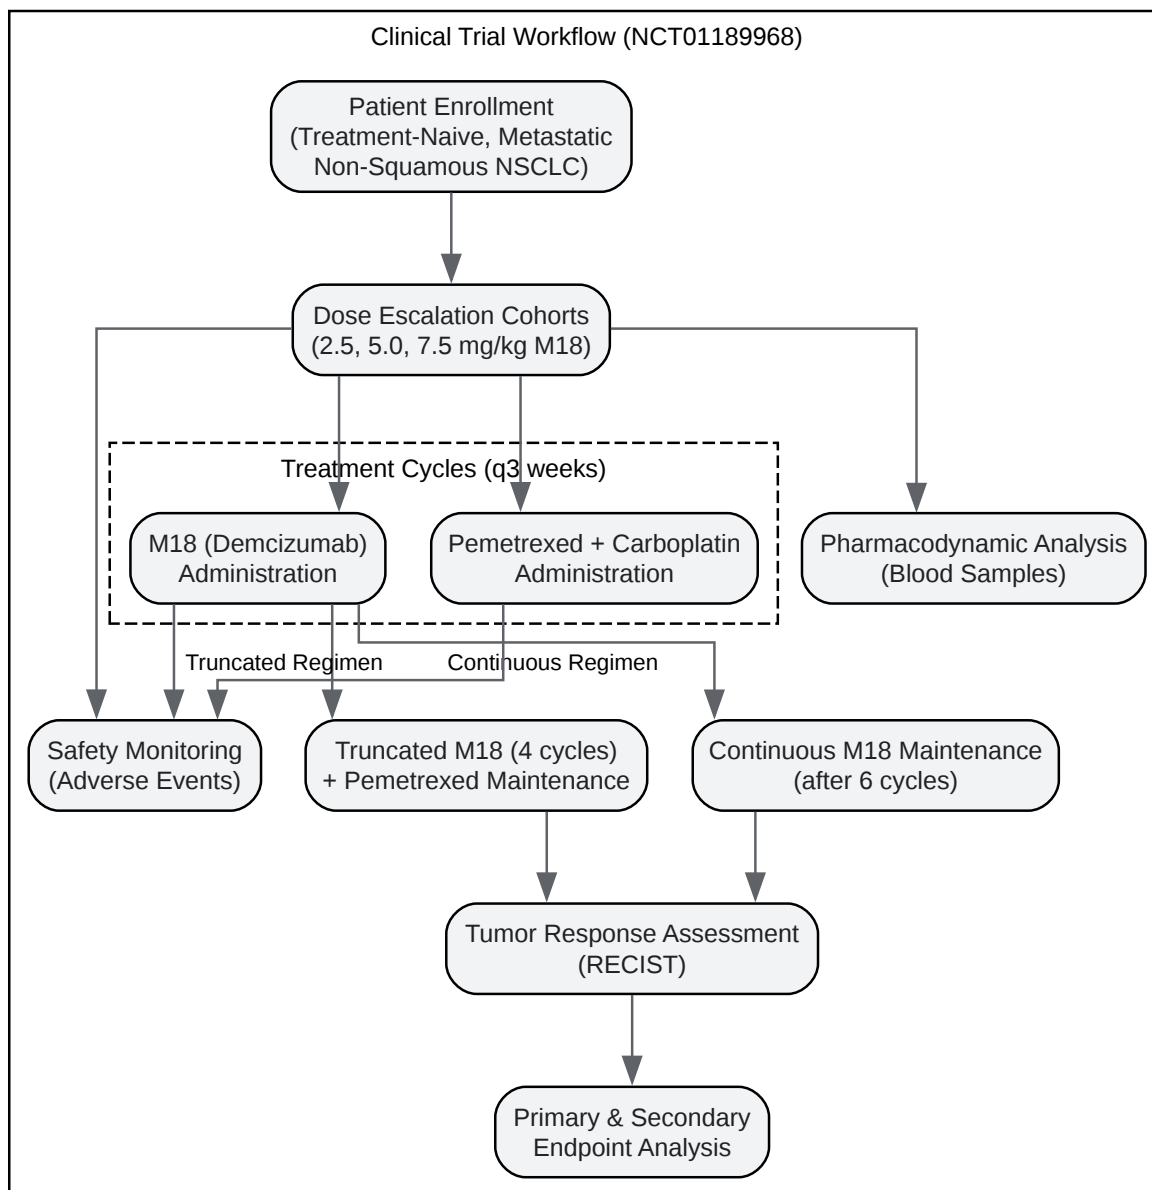 Clinical Trial Workflow (NCT01189968)
Patient Enrollment
(Treatment-Naive, Metastatic
Non-Squamous NSCLC)
Dose Escalation Cohorts
(2.5, 5.0, 7.5 mg/kg M18)
Treatment Cycles (q3 weeks)
M18 (Demcizumab)
Administration
Pemetrexed + Carboplatin
Administration
Pharmacodynamic Analysis
(Blood Samples)
Truncated Regimen
Continuous Regimen
Safety Monitoring
(Adverse Events)
Truncated M18 (4 cycles)
+ Pemetrexed Maintenance
Continuous M18 Maintenance
(after 6 cycles)
Tumor Response Assessment
(RECIST)
Primary & Secondary
Endpoint Analysis